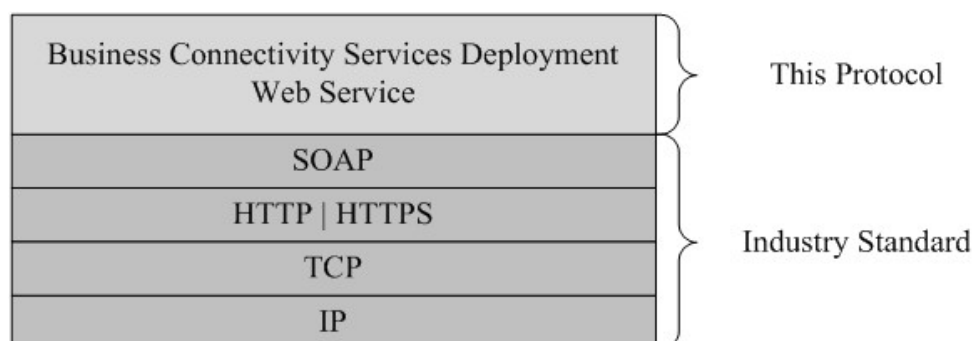 Business Connectivity Services Deployment
Web Service
This Protocol
SOAP
HTTP | HTTPS
TCP
IP
Industry Standard